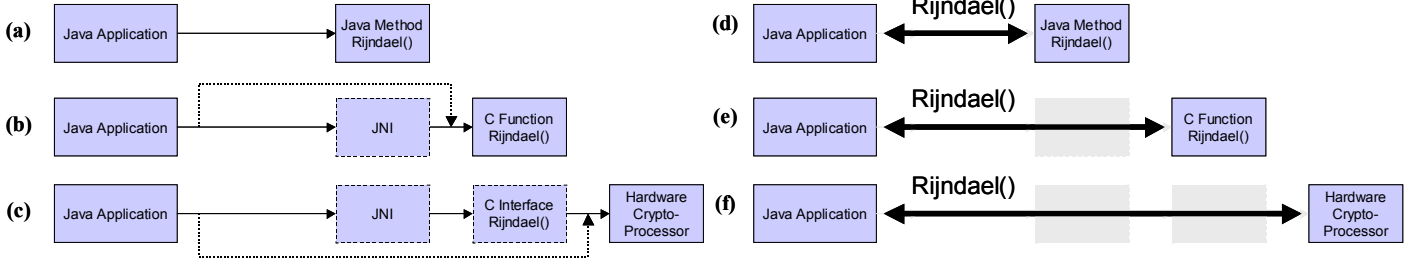 (a)
Java Application
Java Method
Rijndael()
(b)
Java Application
JNI
C Function
Rijndael()
(c)
Java Application
JNI
C Interface
Rijndael()
Hardware
Crypto-
Processor
(d)
Java Application
Rijndael()
Java Method
Rijndael()
(e)
Java Application
Rijndael()
C Function
Rijndael()
(f)
Java Application
Rijndael()
Hardware
Crypto-
Processor